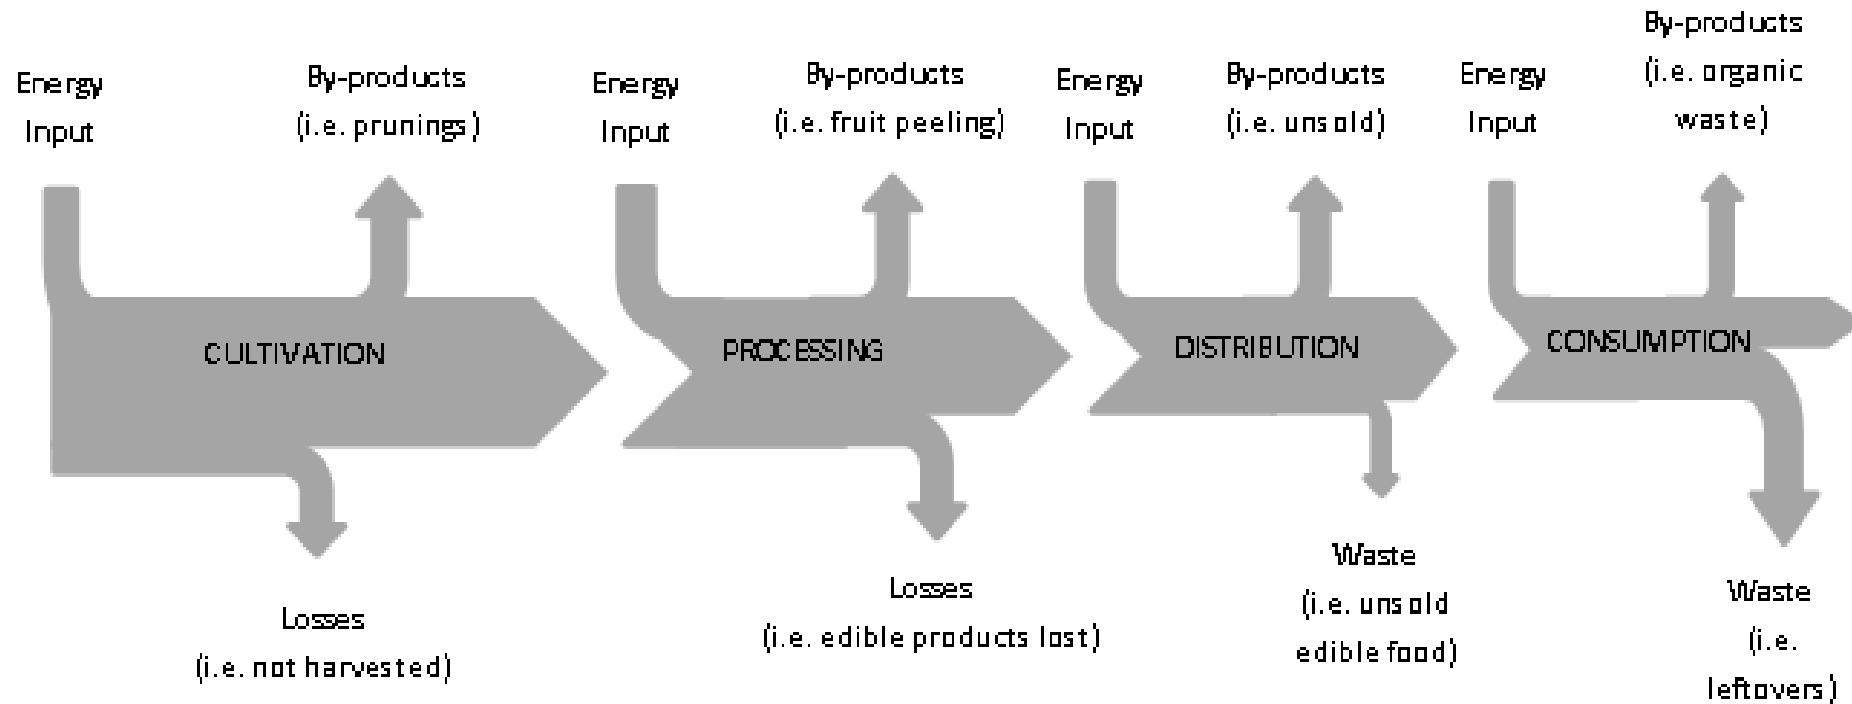 Energy
Input
By-products
(i.e. prunings)
Energy
Input
By-products
(i.e. fruit peeling)
Energy
Input
By-products
(i.e. unsold)
Energy
Input
By-products
(i.e. organic
waste)
CULTIVATION
PROCESSING
DISTRIBUTION
CONSUMPTION
Losses
(i.e. not harvested)
Losses
(i.e. edible products lost)
Waste
(i.e. unsold
edible food)
Waste
(i.e.
leftovers)